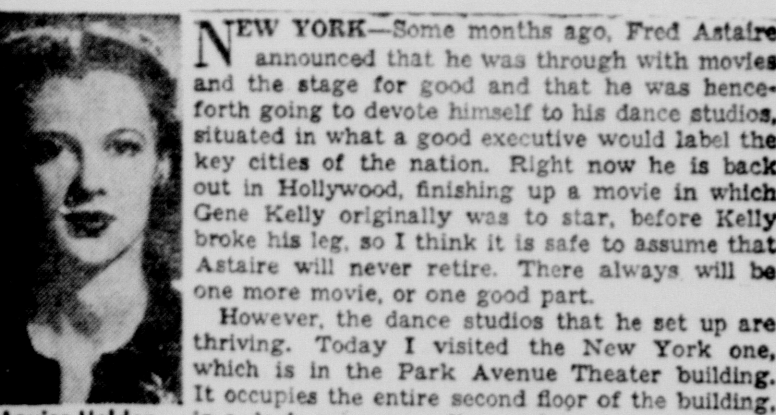 NEW YORK—Some months ago, Fred Astaire
announced that he was through with movies
and the stage for good and that he was hence-
forth going to devote himself to his dance studios,
situated in what a good executive would label the
key cities of the nation. Right now he is back
out in Hollywood, finishing up a movie in which
Gene Kelly originally was to star, before Kelly
broke his leg, so I think it is safe to assume that
Astaire will never retire. There always will be
one more movie, or one good part.
However, the dance studios that he set up are
thriving. Today I visited the New York one,
which is in the Park Avenue Theater building.
It occupies the entire second floor of the building,